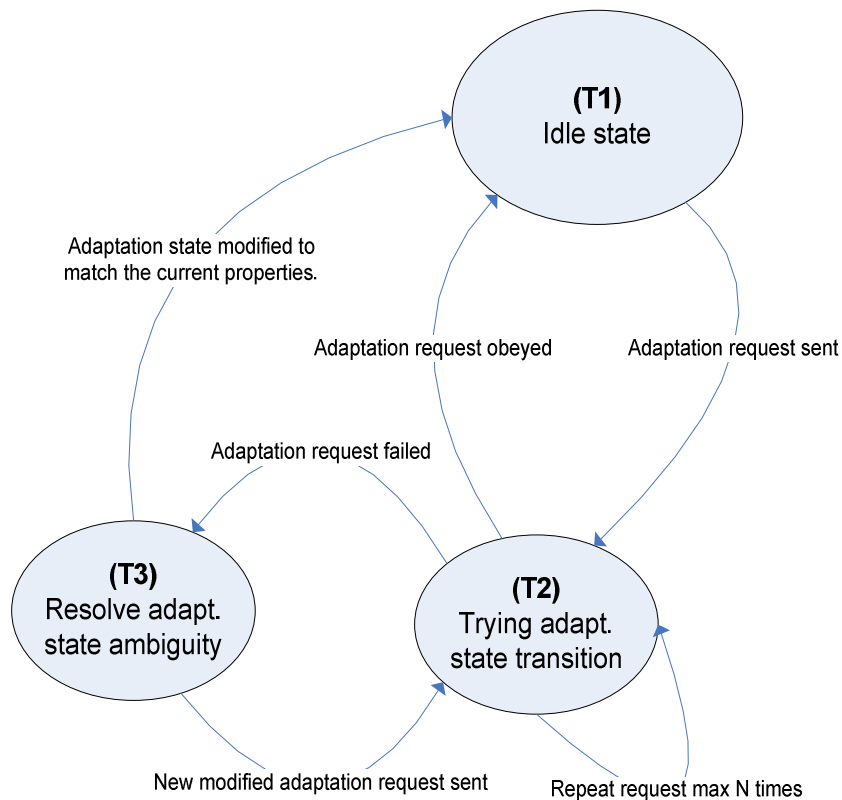 (T1)
Idle state
Adaptation state modified to
match the current properties.
Adaptation request obeyed
Adaptation request sent
Adaptation request failed
(T3)
Resolve adapt.
state ambiguity
(T2)
Trying adapt.
state transition
New modified adaptation request sent
Repeat request max N times